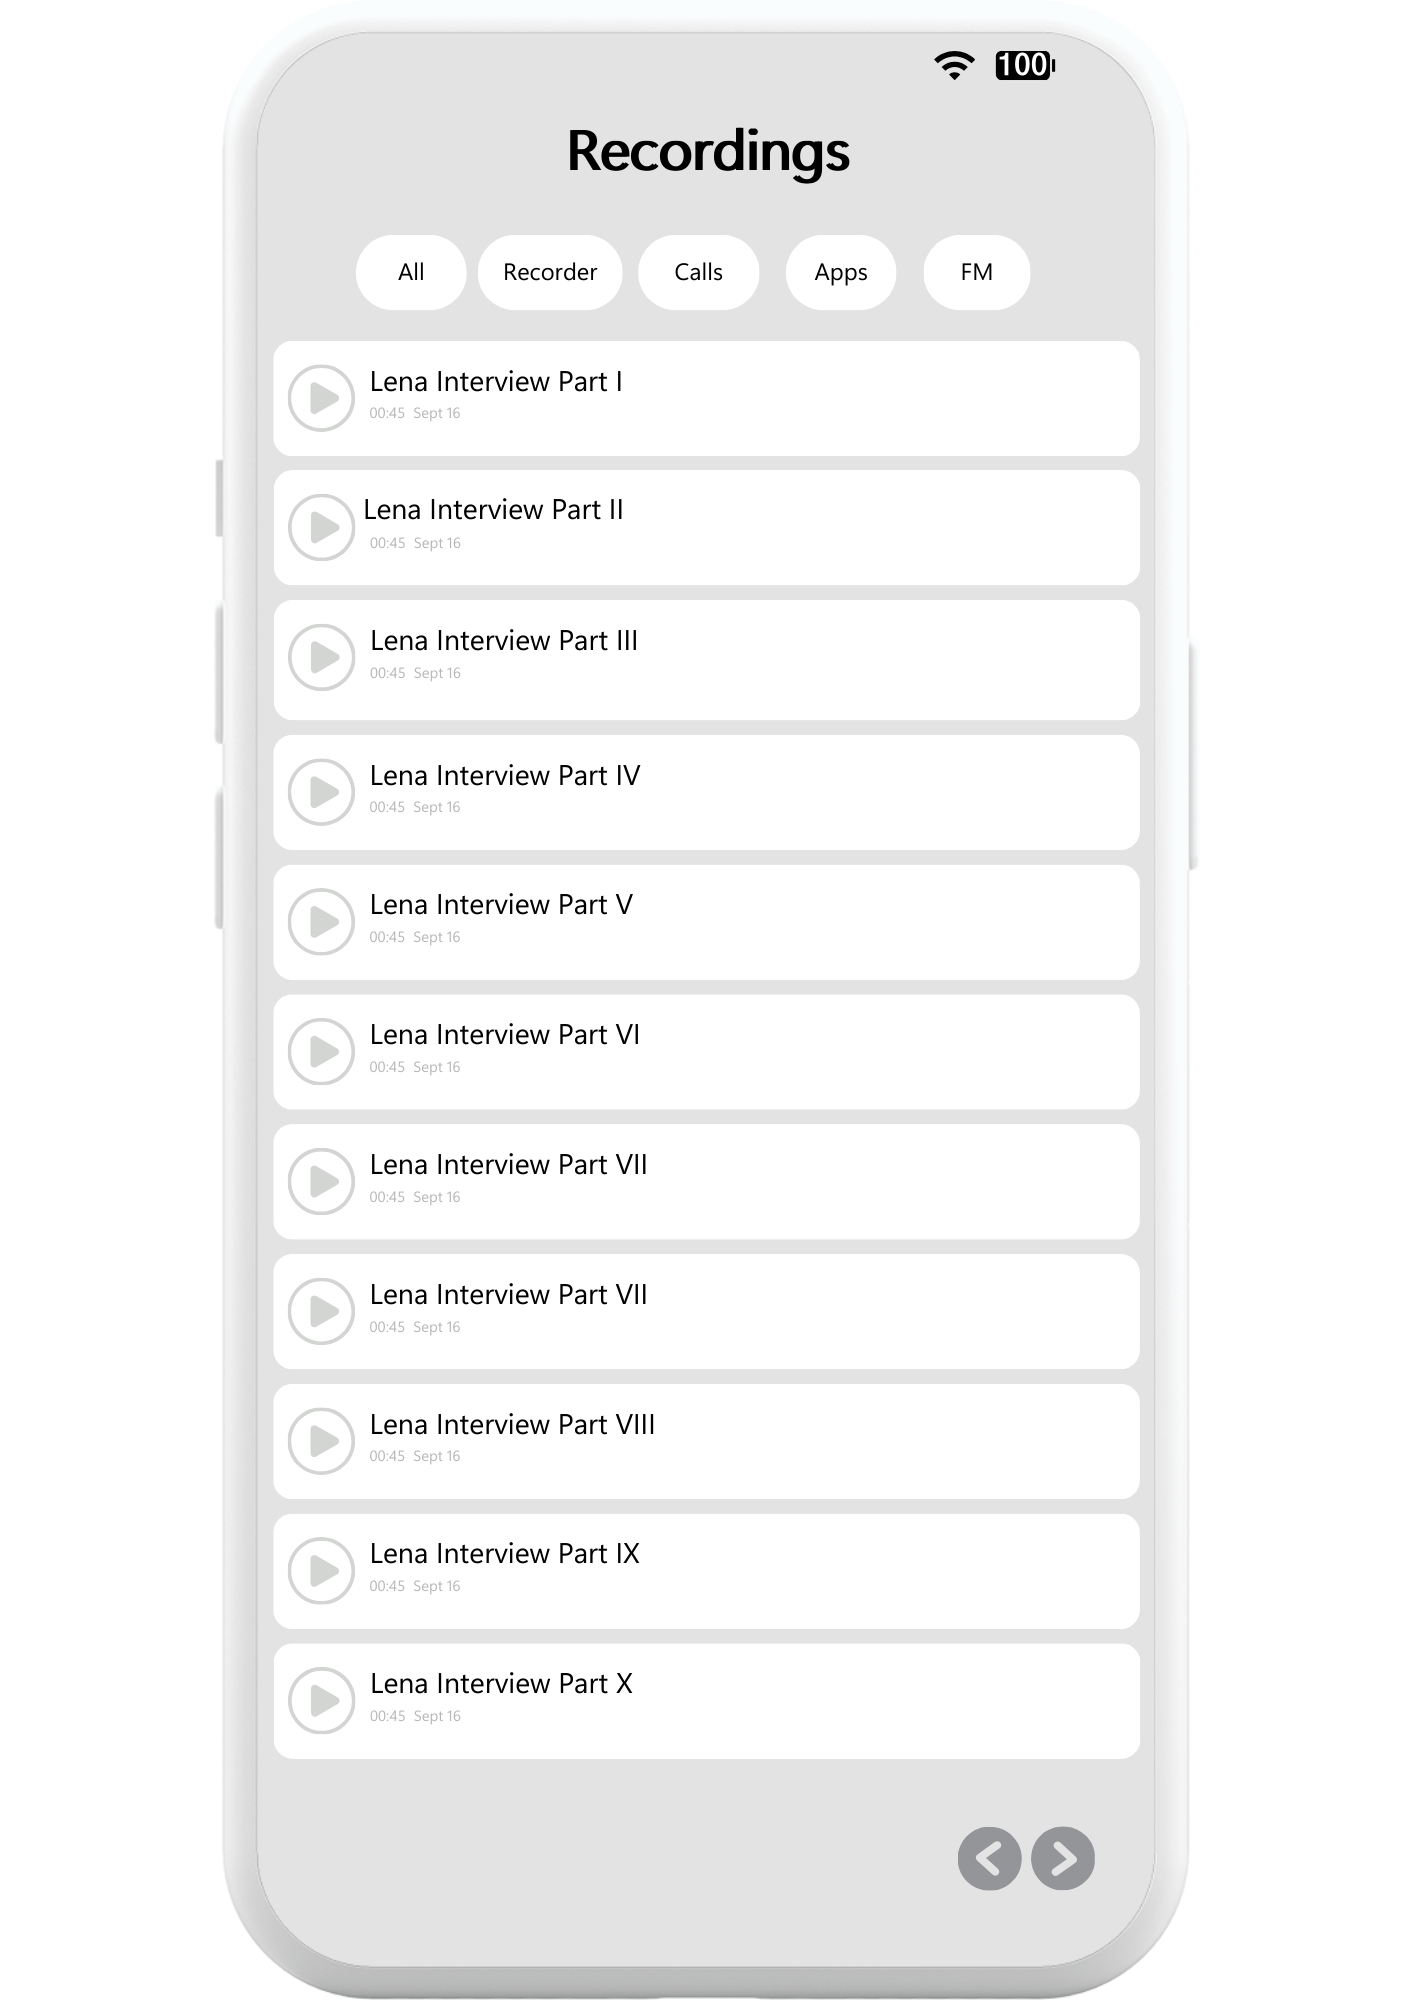 100
Recordings
All Recorder Calls Apps FM
Lena Interview Part I
00:45 Sept 16
Lena Interview Part II
00:45 Sept 16
Lena Interview Part III
00:45 Sept 16
Lena Interview Part IV
00:45 Sept 16
Lena Interview Part V
00:45 Sept 16
Lena Interview Part VI
00:45 Sept 16
Lena Interview Part VII
00:45 Sept 16
Lena Interview Part VII
00:45 Sept 16
Lena Interview Part VIII
00:45 Sept 16
Lena Interview Part IX
00:45 Sept 16
Lena Interview Part X
00:45 Sept 16